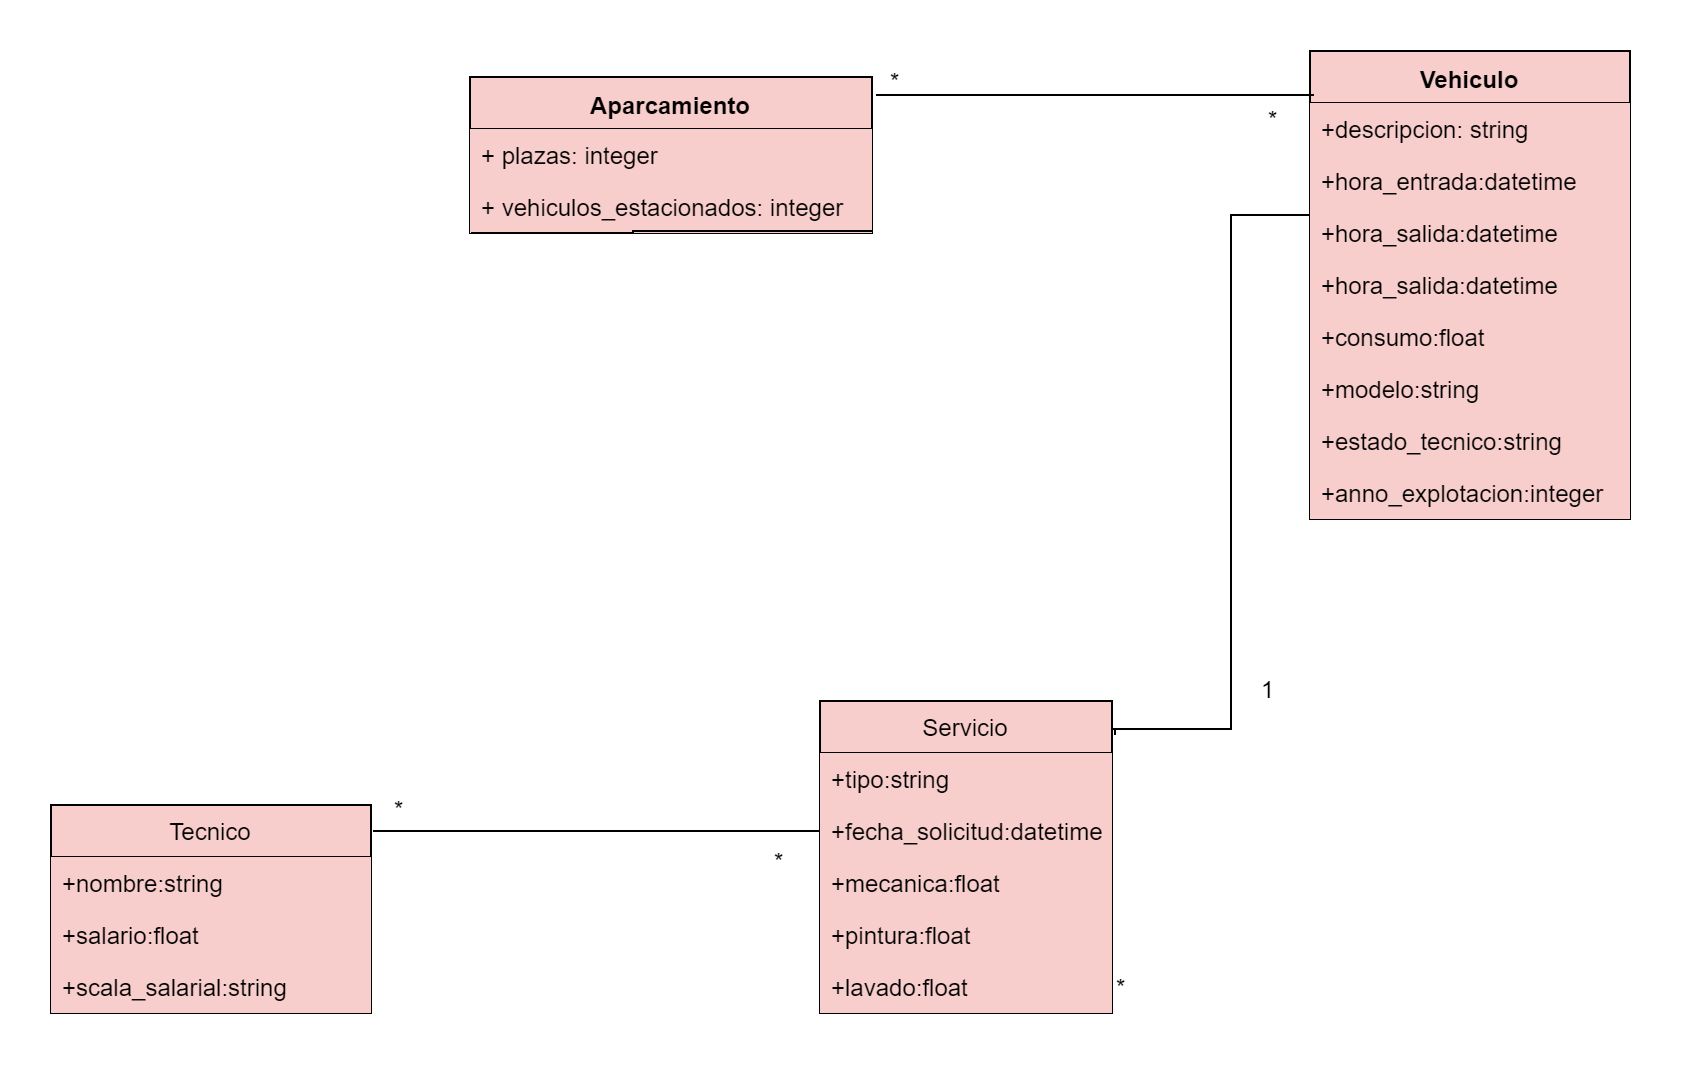 Aparcamiento
+ plazas: integer
+ vehiculos_estacionados: integer
*
*
Vehiculo
+descripcion: string
+hora_entrada:datetime
+hora_salida:datetime
+hora_salida:datetime
+consumo:float
+modelo:string
+estado_tecnico:string
+anno_explotacion:integer
1
Servicio
+tipo:string
+fecha_solicitud:datetime
+mecanica:float
+pintura:float
+lavado:float
*
*
*
Tecnico
+nombre:string
+salario:float
+scala_salarial:string